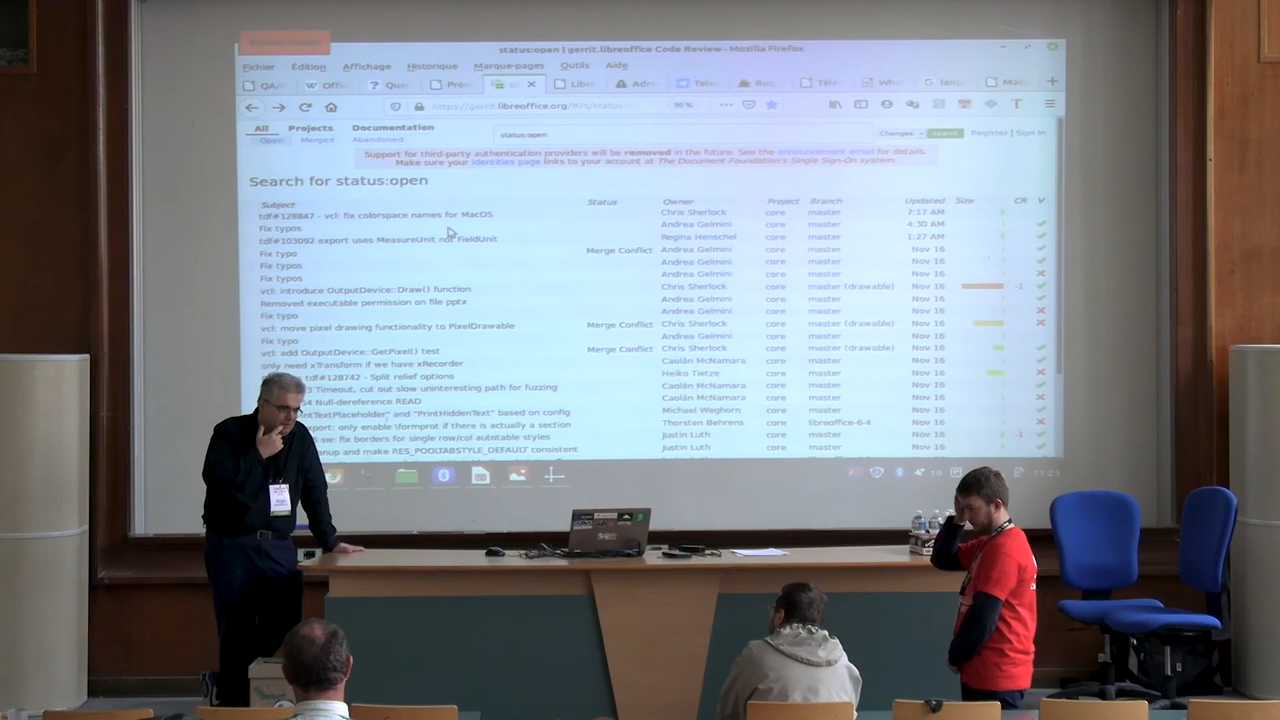 status:open | gerrit.libreoffice Code Review - Mozilla Firefox
Fichier Édition Affichage Historique Marque-pages Outils Aide
https://gerrit.libreoffice.org/#/q/status: 90 %
All Projects Documentation
Open Merged Abandoned
status:open Changes Search Register | Sign In
Support for third-party authentication providers will be removed in the future. See the announcement email for details.
Make sure your identities page links to your account at The Document Foundation's Single Sign-On system.
Search for status:open
Subject Status Owner Project Branch Updated Size CR V
tdf#128847 - vcl: fix colorspace names for MacOS Chris Sherlock core master 7:17 AM
Fix typos Andrea Gelmini core master 4:30 AM
tdf#103092 export uses MeasureUnit not FieldUnit Regina Henschel core master 1:27 AM
Fix typo Merge Conflict Andrea Gelmini core master Nov 16
Fix typos Andrea Gelmini core master Nov 16
Fix typos Andrea Gelmini core master Nov 16
vcl: introduce OutputDevice::Draw() function Chris Sherlock core master (drawable) Nov 16 -1
Removed executable permission on file pptx Andrea Gelmini core master Nov 16
Fix typo Andrea Gelmini core master Nov 16
vcl: move pixel drawing functionality to PixelDrawable Merge Conflict Chris Sherlock core master (drawable) Nov 16
Fix typo Andrea Gelmini core master Nov 16
vcl: add OutputDevice::GetPixel() test Merge Conflict Chris Sherlock core master (drawable) Nov 16
only need xTransform if we have xRecorder Caolán McNamara core master Nov 16
tdf#128742 - Split relief options Heiko Tietze core master Nov 16
Timeout, cut out slow uninteresting path for fuzzing Caolán McNamara core master Nov 16
Null-dereference READ Caolán McNamara core master Nov 16
and "PrintHiddenText" based on config Michael Weghorn core master Nov 16
only enable \formprot if there is actually a section Thorsten Behrens core libreoffice-6-4 Nov 16
sw: fix borders for single row/col autotable styles Justin Luth core master Nov 16 -1
and make RES_POOLTABSTYLE_DEFAULT consistent Justin Luth core master Nov 16
10 11:23